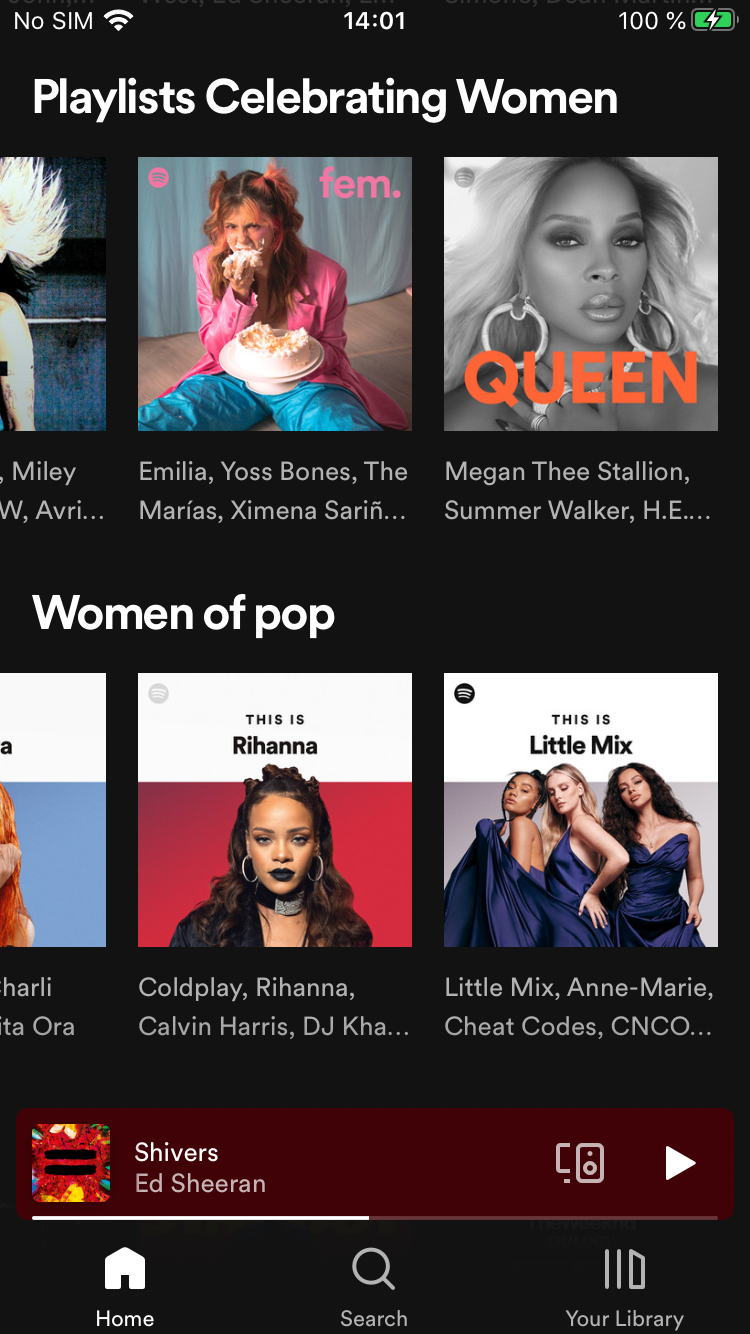 No SIM 14:01 100 %
Playlists Celebrating Women
fem.
QUEEN
, Miley
W, Avri...
Emilia, Yoss Bones, The
Marías, Ximena Sariñ...
Megan Thee Stallion,
Summer Walker, H.E....
Women of pop
a
THIS IS
Rihanna
THIS IS
Little Mix
harli
ita Ora
Coldplay, Rihanna,
Calvin Harris, DJ Kha...
Little Mix, Anne-Marie,
Cheat Codes, CNCO...
Shivers
Ed Sheeran
Home
Search
Your Library